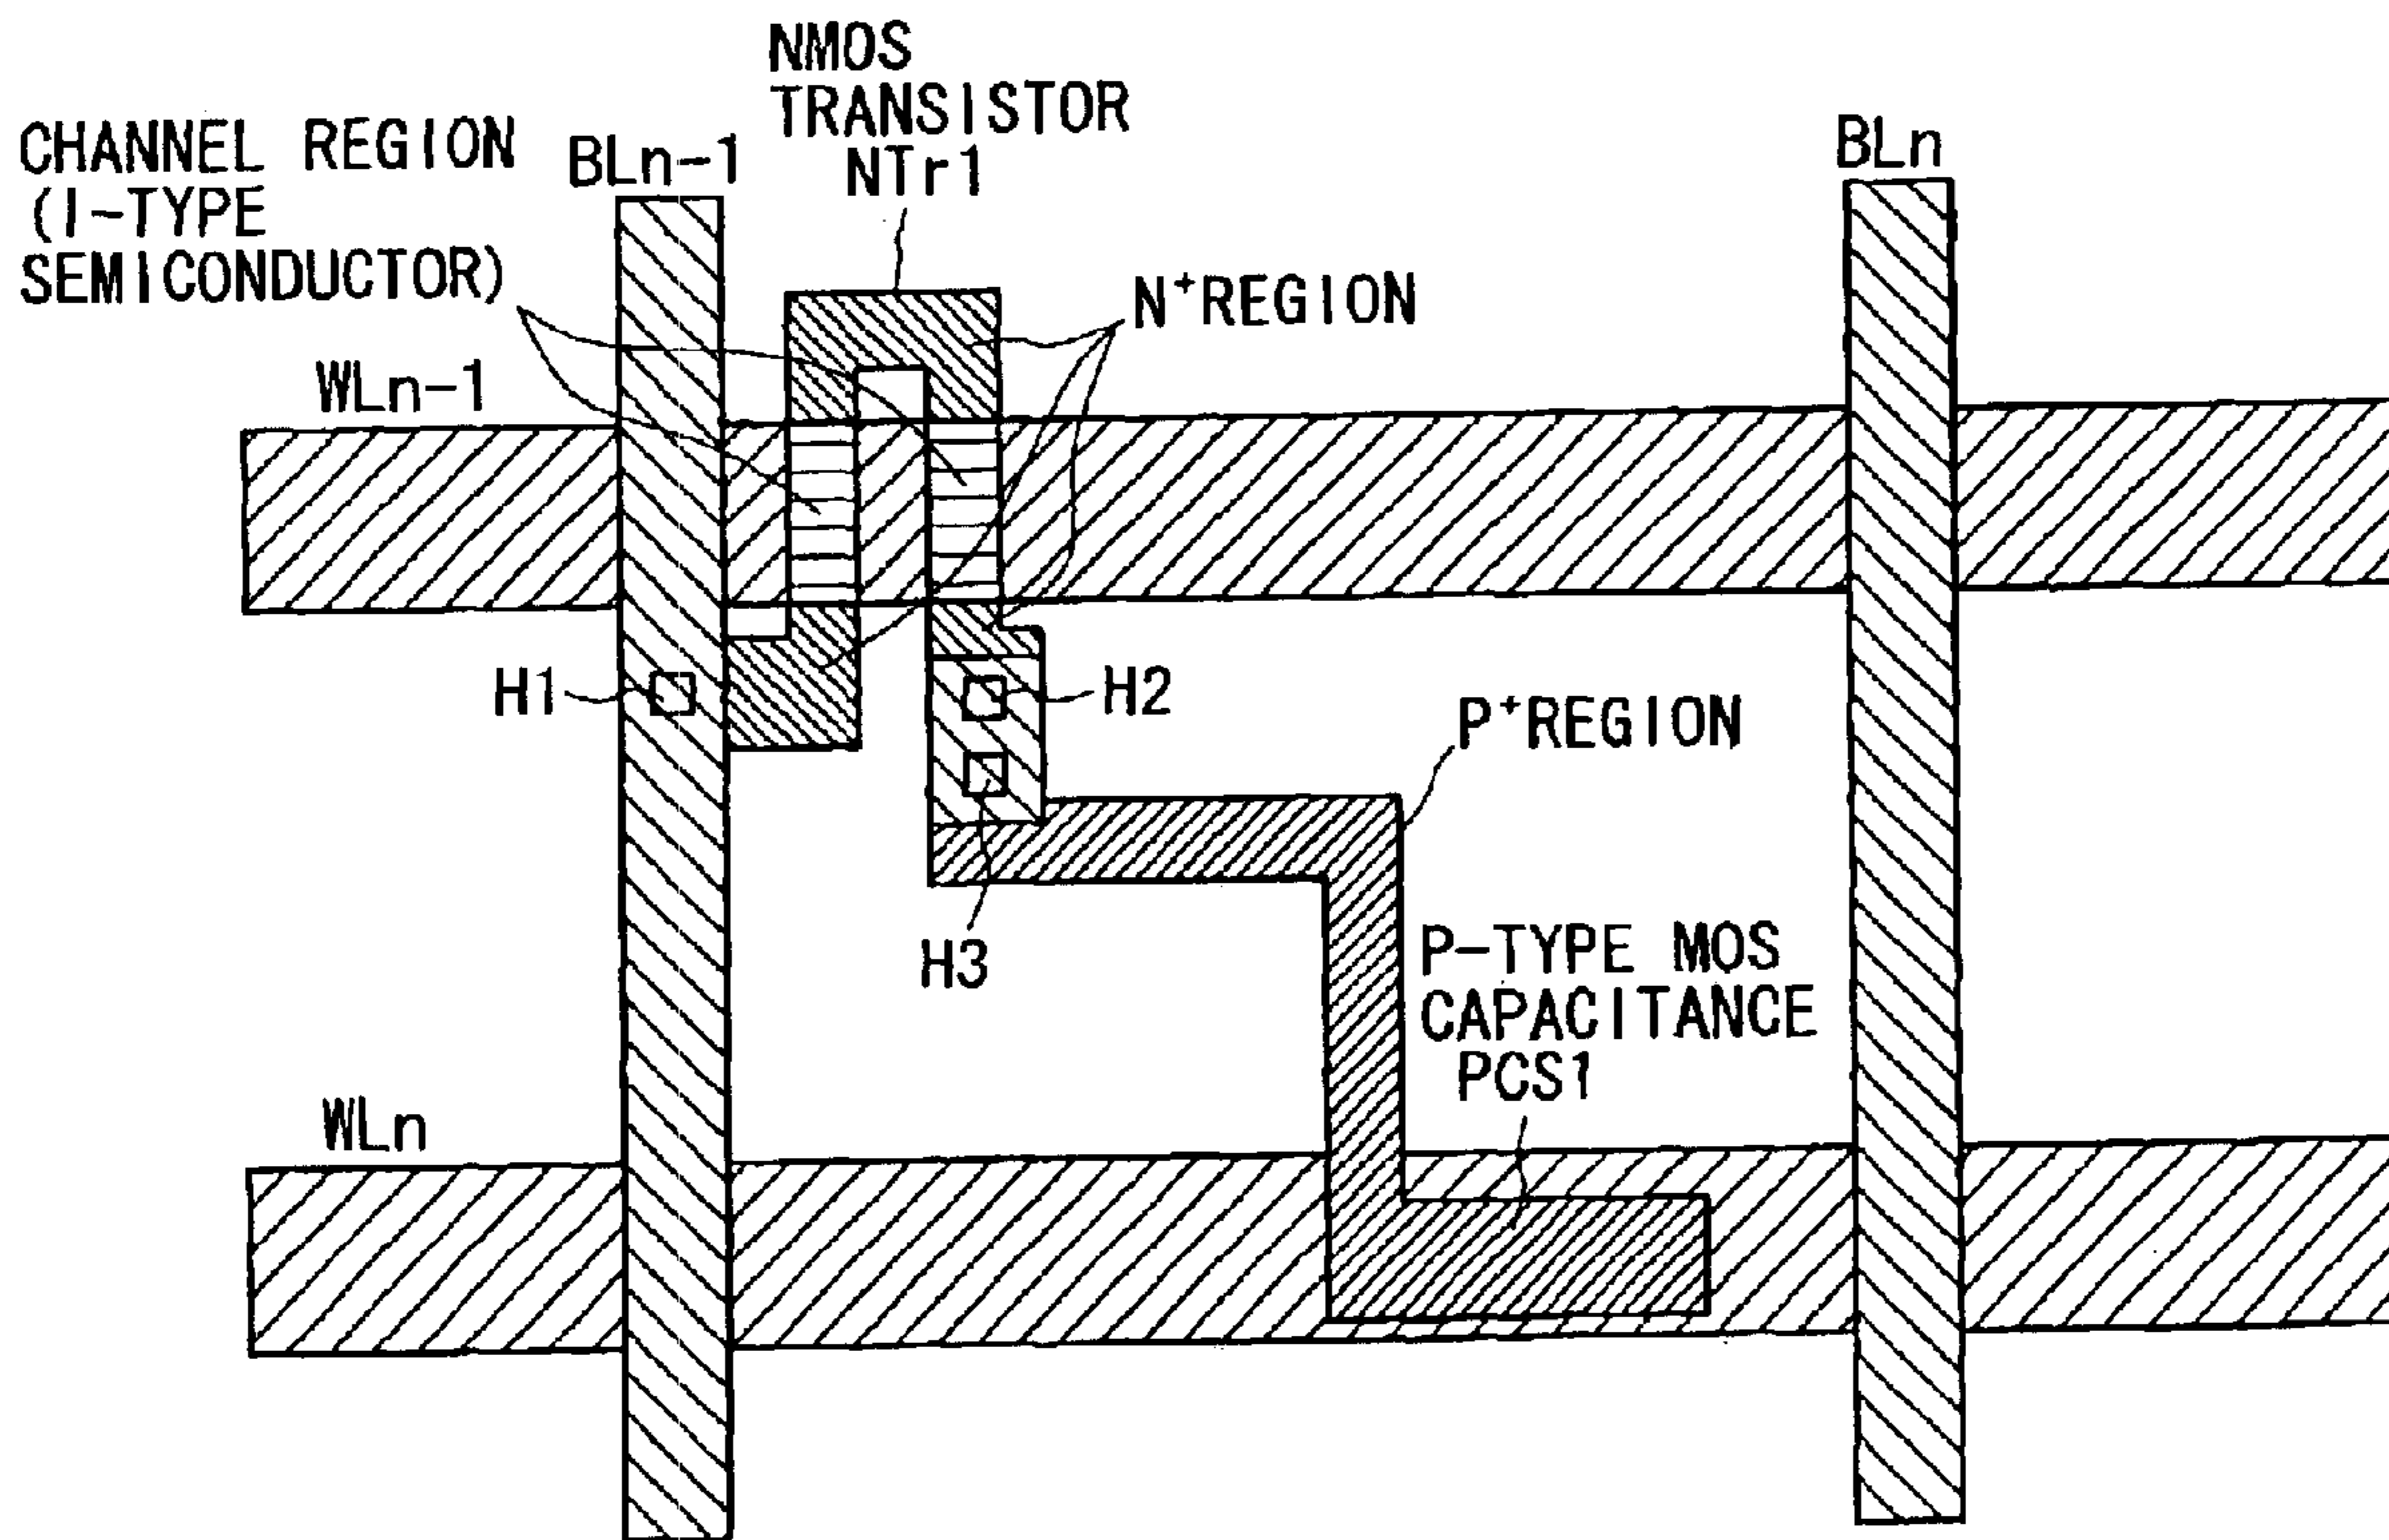 NMOS
TRANSISTOR
NTr1
CHANNEL REGION
(I-TYPE
SEMICONDUCTOR)
BLn-1
BLn
N⁺REGION
WLn-1
H1
H2
P⁺REGION
H3
P-TYPE MOS
CAPACITANCE
PCS1
WLn